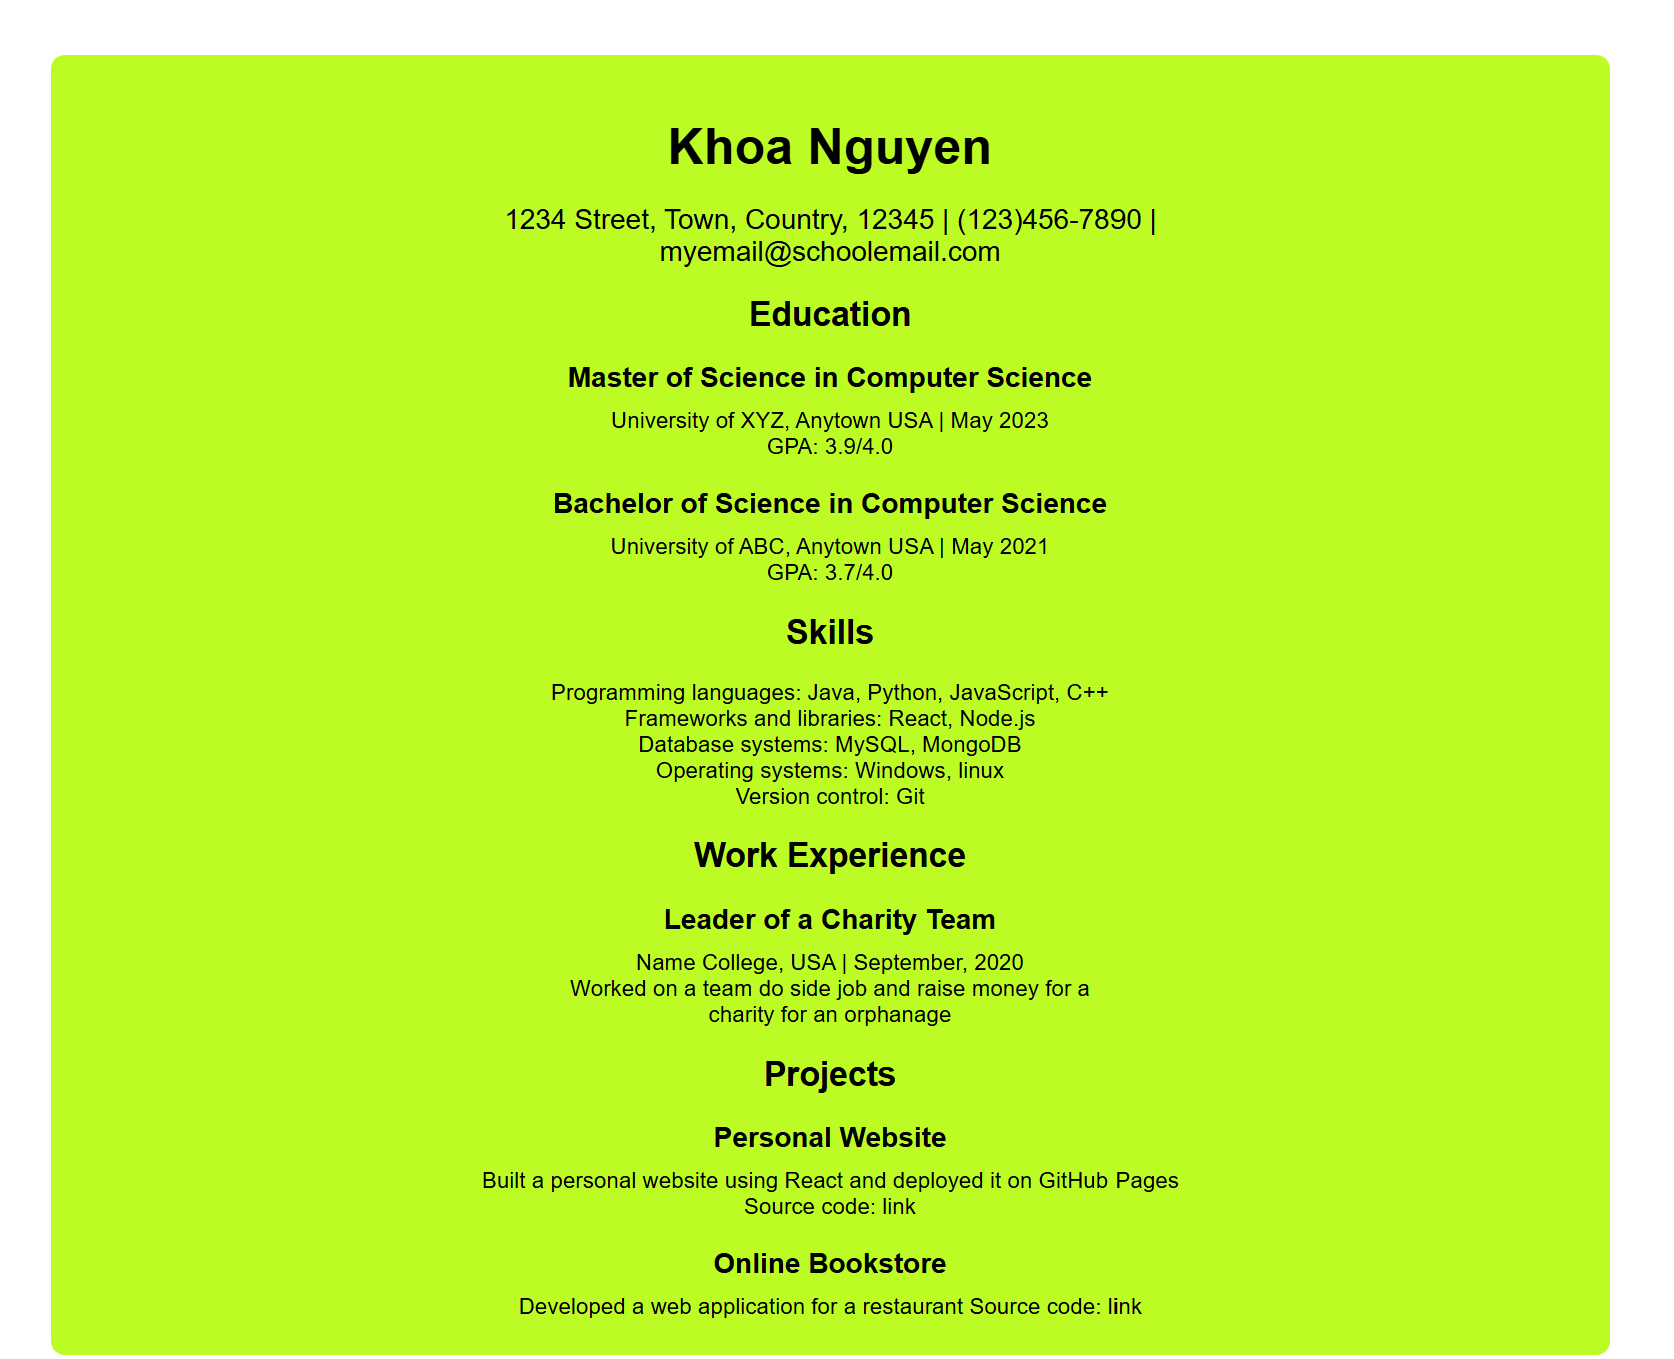 Khoa Nguyen
1234 Street, Town, Country, 12345 | (123)456-7890 |
myemail@schoolemail.com
Education
Master of Science in Computer Science
University of XYZ, Anytown USA | May 2023
GPA: 3.9/4.0
Bachelor of Science in Computer Science
University of ABC, Anytown USA | May 2021
GPA: 3.7/4.0
Skills
Programming languages: Java, Python, JavaScript, C++
Frameworks and libraries: React, Node.js
Database systems: MySQL, MongoDB
Operating systems: Windows, linux
Version control: Git
Work Experience
Leader of a Charity Team
Name College, USA | September, 2020
Worked on a team do side job and raise money for a
charity for an orphanage
Projects
Personal Website
Built a personal website using React and deployed it on GitHub Pages
Source code: link
Online Bookstore
Developed a web application for a restaurant Source code: link